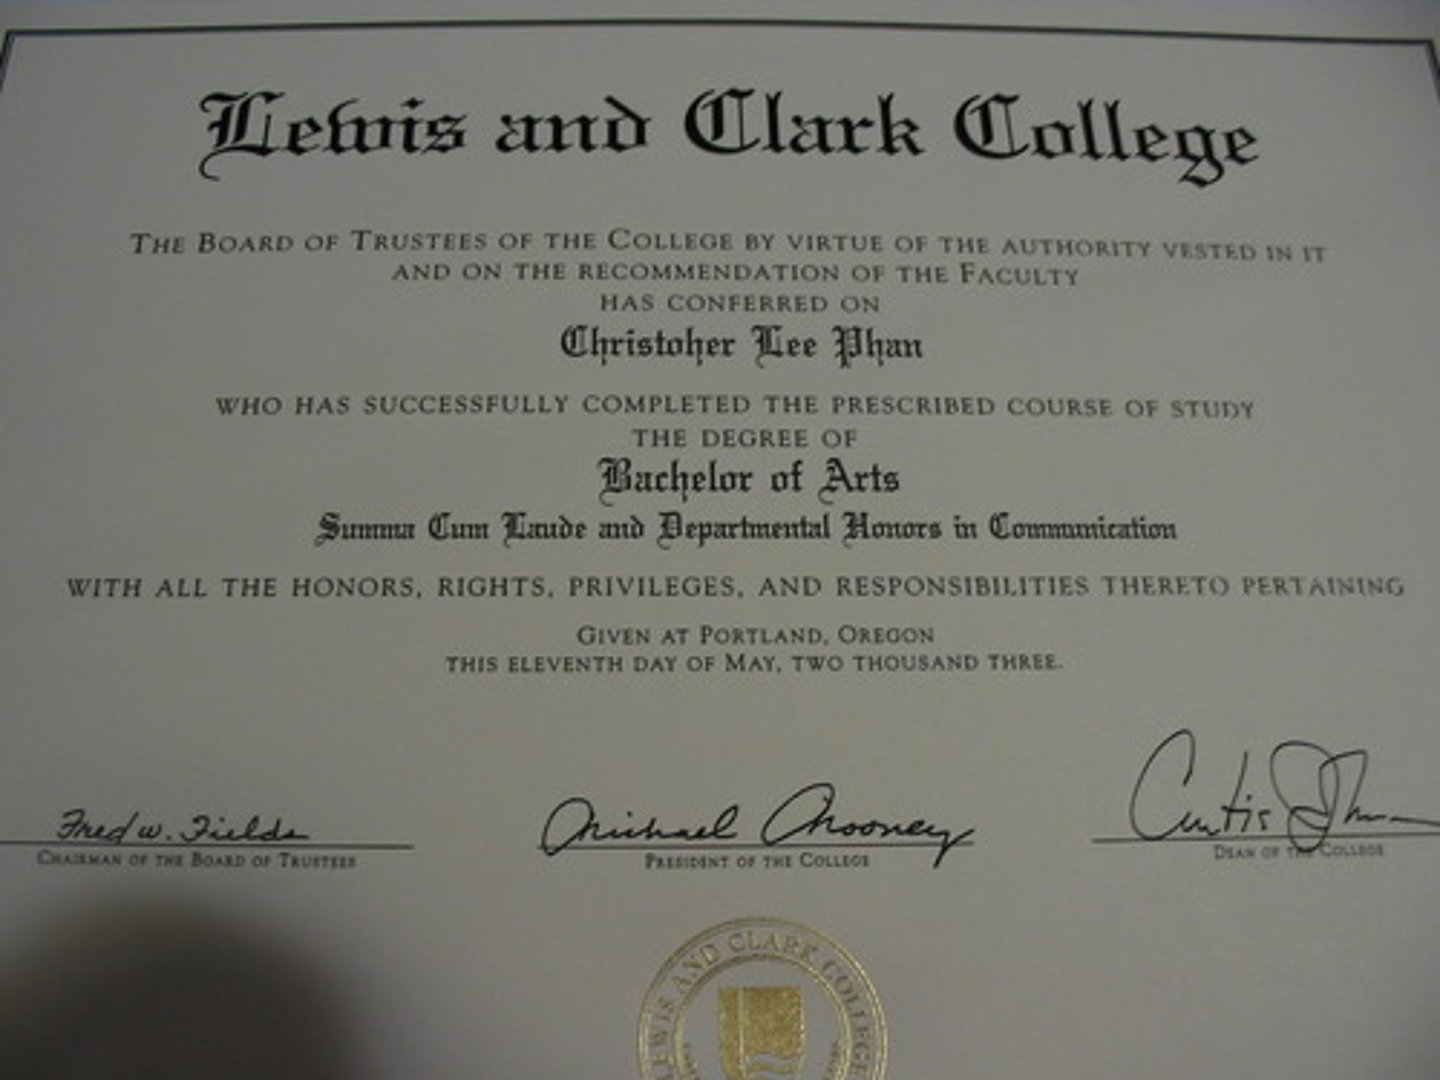 Lewis and Clark College
THE BOARD OF TRUSTEES OF THE COLLEGE BY VIRTUE OF THE AUTHORITY VESTED IN IT
AND ON THE RECOMMENDATION OF THE FACULTY
HAS CONFERRED ON
Christoher Lee Phan
WHO HAS SUCCESSFULLY COMPLETED THE PRESCRIBED COURSE OF STUDY
THE DEGREE OF
Bachelor of Arts
Summa Cum Laude and Departmental Honors in Communication
WITH ALL THE HONORS, RIGHTS, PRIVILEGES, AND RESPONSIBILITIES THERETO PERTAINING
GIVEN AT PORTLAND, OREGON
THIS ELEVENTH DAY OF MAY, TWO THOUSAND THREE.
Fred W. Fields
CHAIRMAN OF THE BOARD OF TRUSTEES
Michael Mooney
PRESIDENT OF THE COLLEGE
Curtis
DEAN OF THE COLLEGE
LEWIS AND CLARK COLLEGE